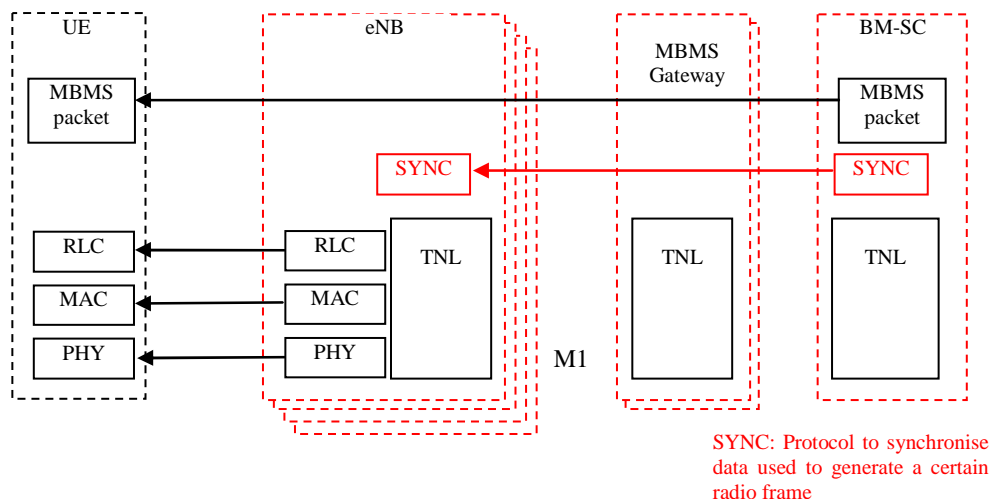 UE
eNB
MBMS
Gateway
BM-SC
MBMS
packet
MBMS
packet
SYNC
SYNC
RLC
RLC
TNL
TNL
TNL
MAC
MAC
PHY
PHY
M1
SYNC: Protocol to synchronise
data used to generate a certain
radio frame